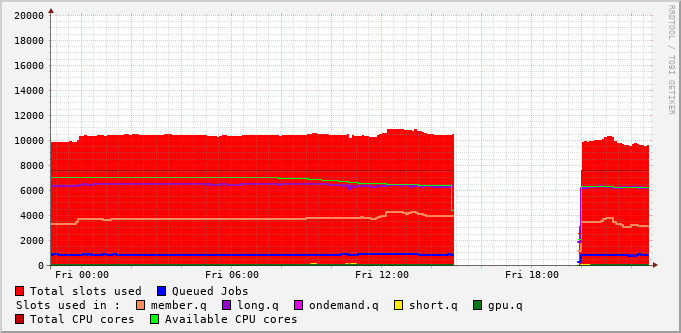 RRDTOOL / TOBI OETIKER
20000
18000
16000
14000
12000
10000
8000
6000
4000
2000
0
Fri 00:00 Fri 06:00 Fri 12:00 Fri 18:00
Total slots used Queued Jobs
Slots used in : member.q long.q ondemand.q short.q gpu.q
Total CPU cores Available CPU cores